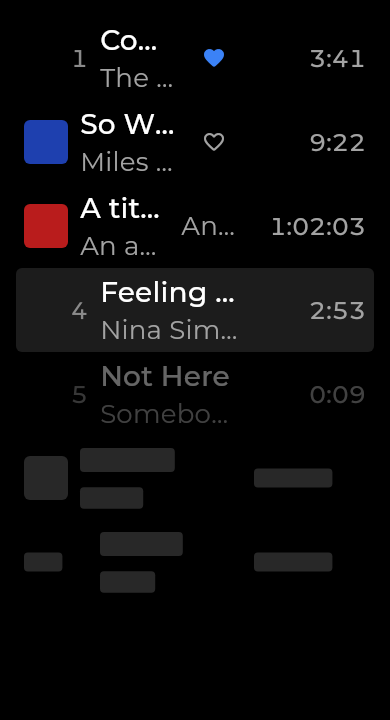 1 Co... 3:41
The ...
So W... 9:22
Miles ...
A tit... An... 1:02:03
An a...
4 Feeling ... 2:53
Nina Sim...
5 Not Here 0:09
Somebo...